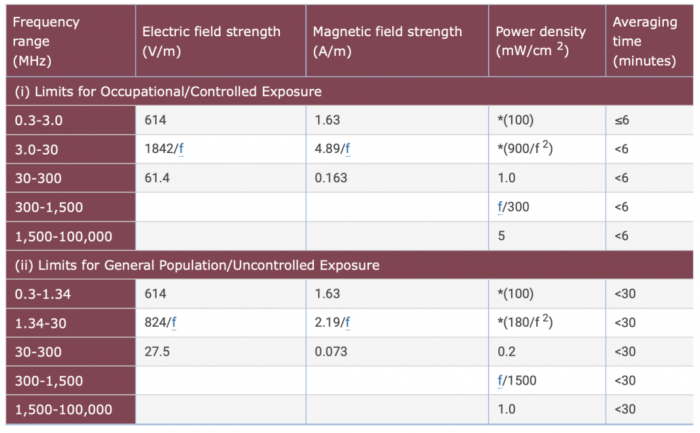 Frequency range (MHz) Electric field strength (V/m) Magnetic field strength (A/m) Power density (mW/cm 2) Averaging time (minutes)
(i) Limits for Occupational/Controlled Exposure
0.3-3.0 614 1.63 *(100) ≤6
3.0-30 1842/f 4.89/f *(900/f 2) <6
30-300 61.4 0.163 1.0 <6
300-1,500 f/300 <6
1,500-100,000 5 <6
(ii) Limits for General Population/Uncontrolled Exposure
0.3-1.34 614 1.63 *(100) <30
1.34-30 824/f 2.19/f *(180/f 2) <30
30-300 27.5 0.073 0.2 <30
300-1,500 f/1500 <30
1,500-100,000 1.0 <30